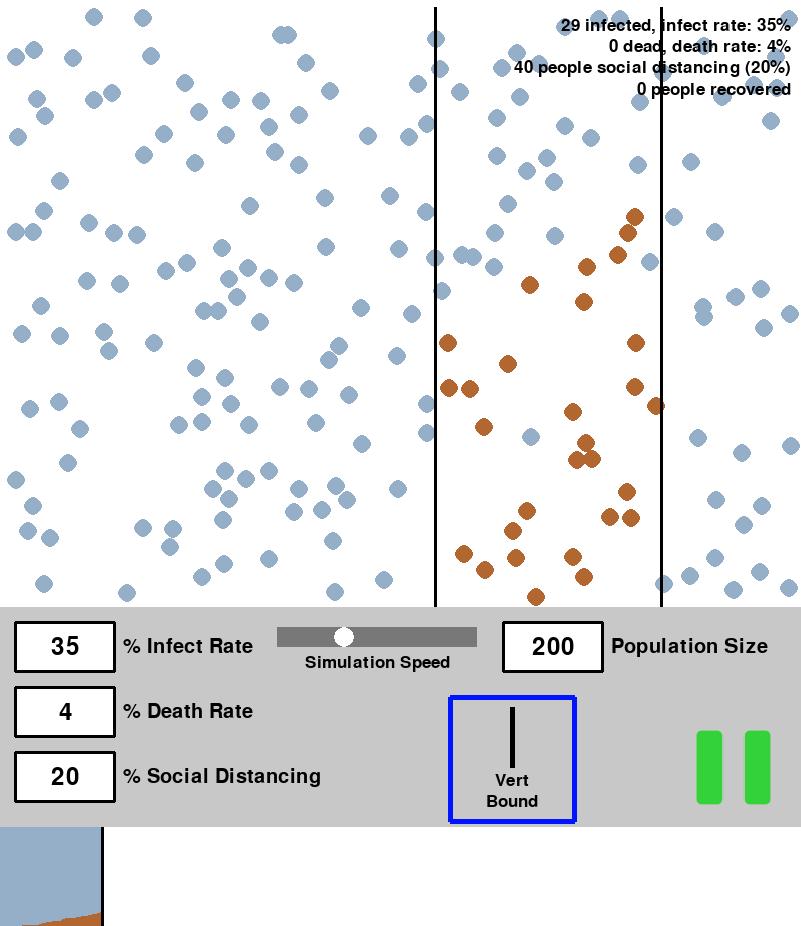 29 infected, infect rate: 35%
0 dead, death rate: 4%
40 people social distancing (20%)
0 people recovered
35 % Infect Rate
Simulation Speed
200 Population Size
4 % Death Rate
20 % Social Distancing
Vert
Bound